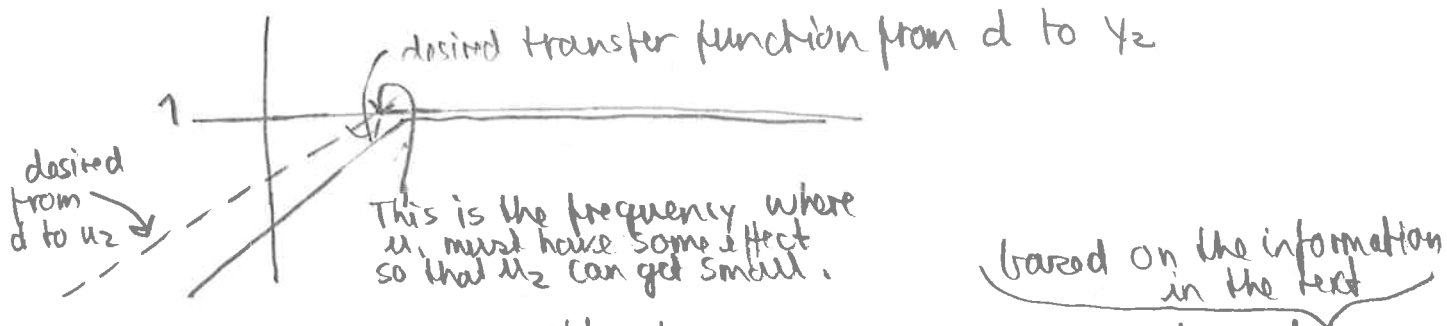 desired transfer function from d to y2
1
desired
from
d to u2
This is the frequency where
u1 must have some effect
so that u2 can get small.
based on the information
in the text